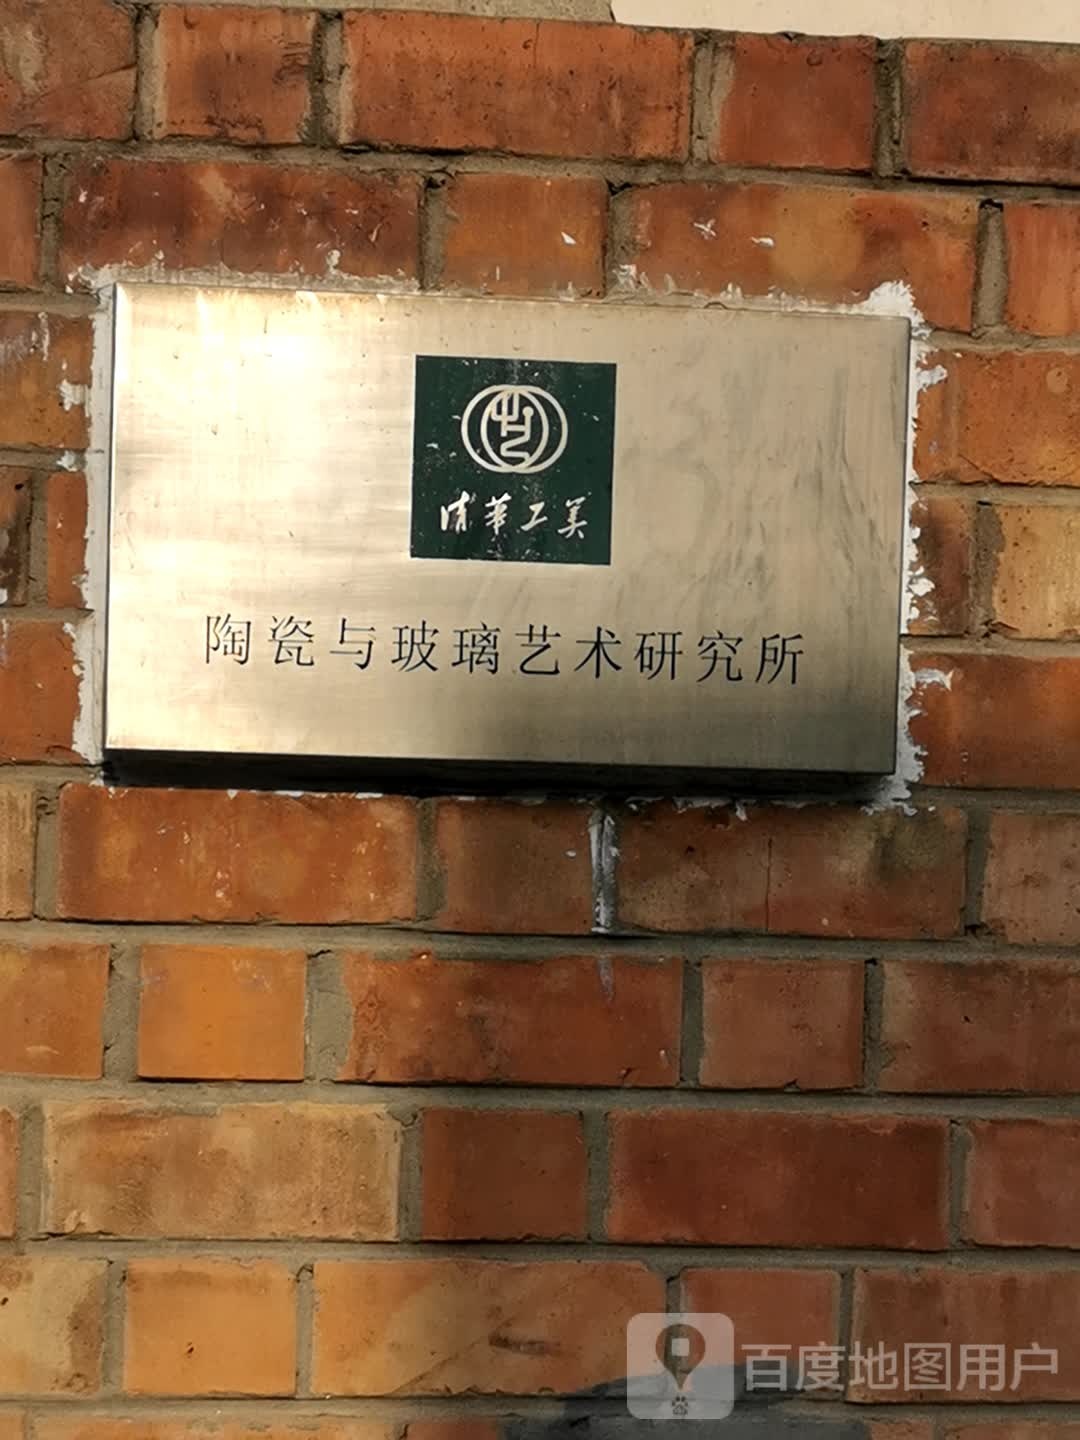 清華工美
陶瓷与玻璃艺术研究所
百度地图用户